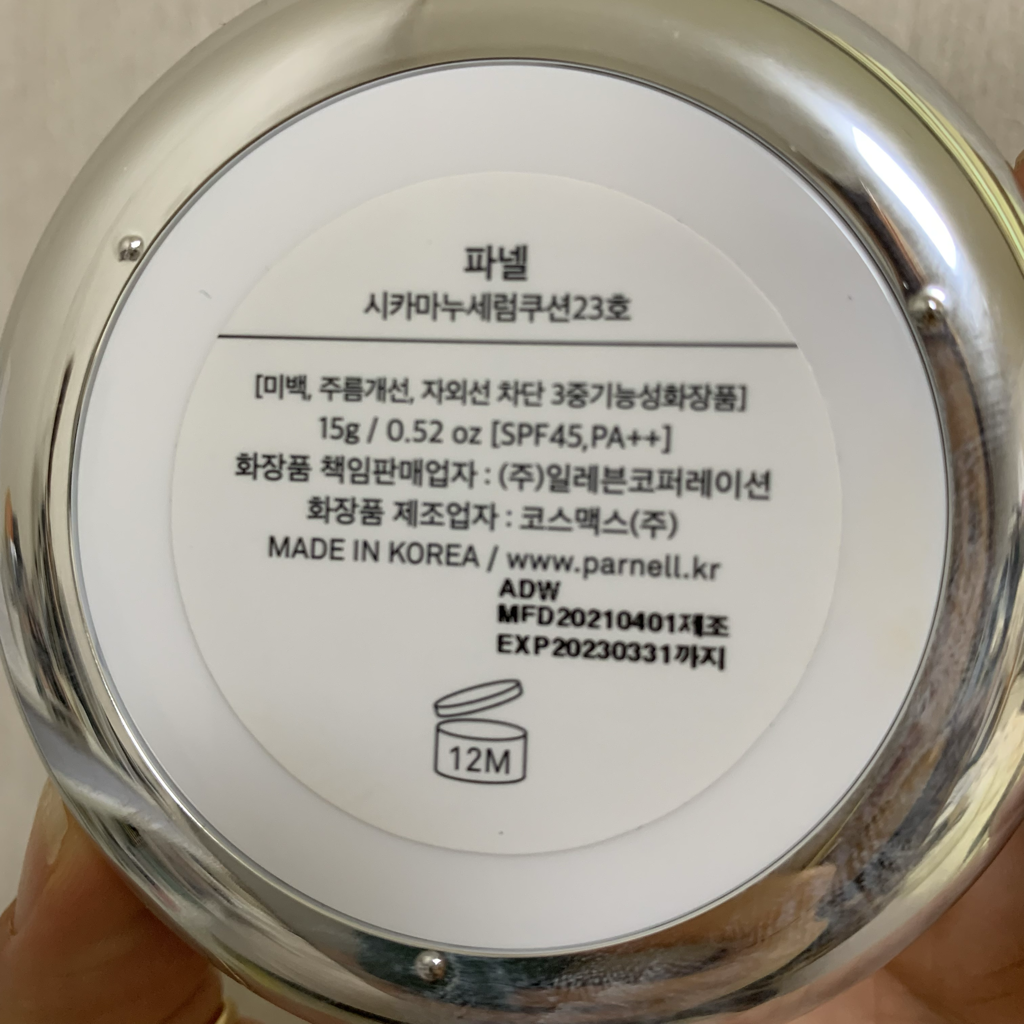 파넬
시카마누세럼쿠션23호
[미백, 주름개선, 자외선 차단 3중기능성화장품]
15g / 0.52 oz [SPF45,PA++]
화장품 책임판매업자 : (주)일레븐코퍼레이션
화장품 제조업자 : 코스맥스(주)
MADE IN KOREA / www.parnell.kr
ADW
MFD20210401제조
EXP20230331까지
12M